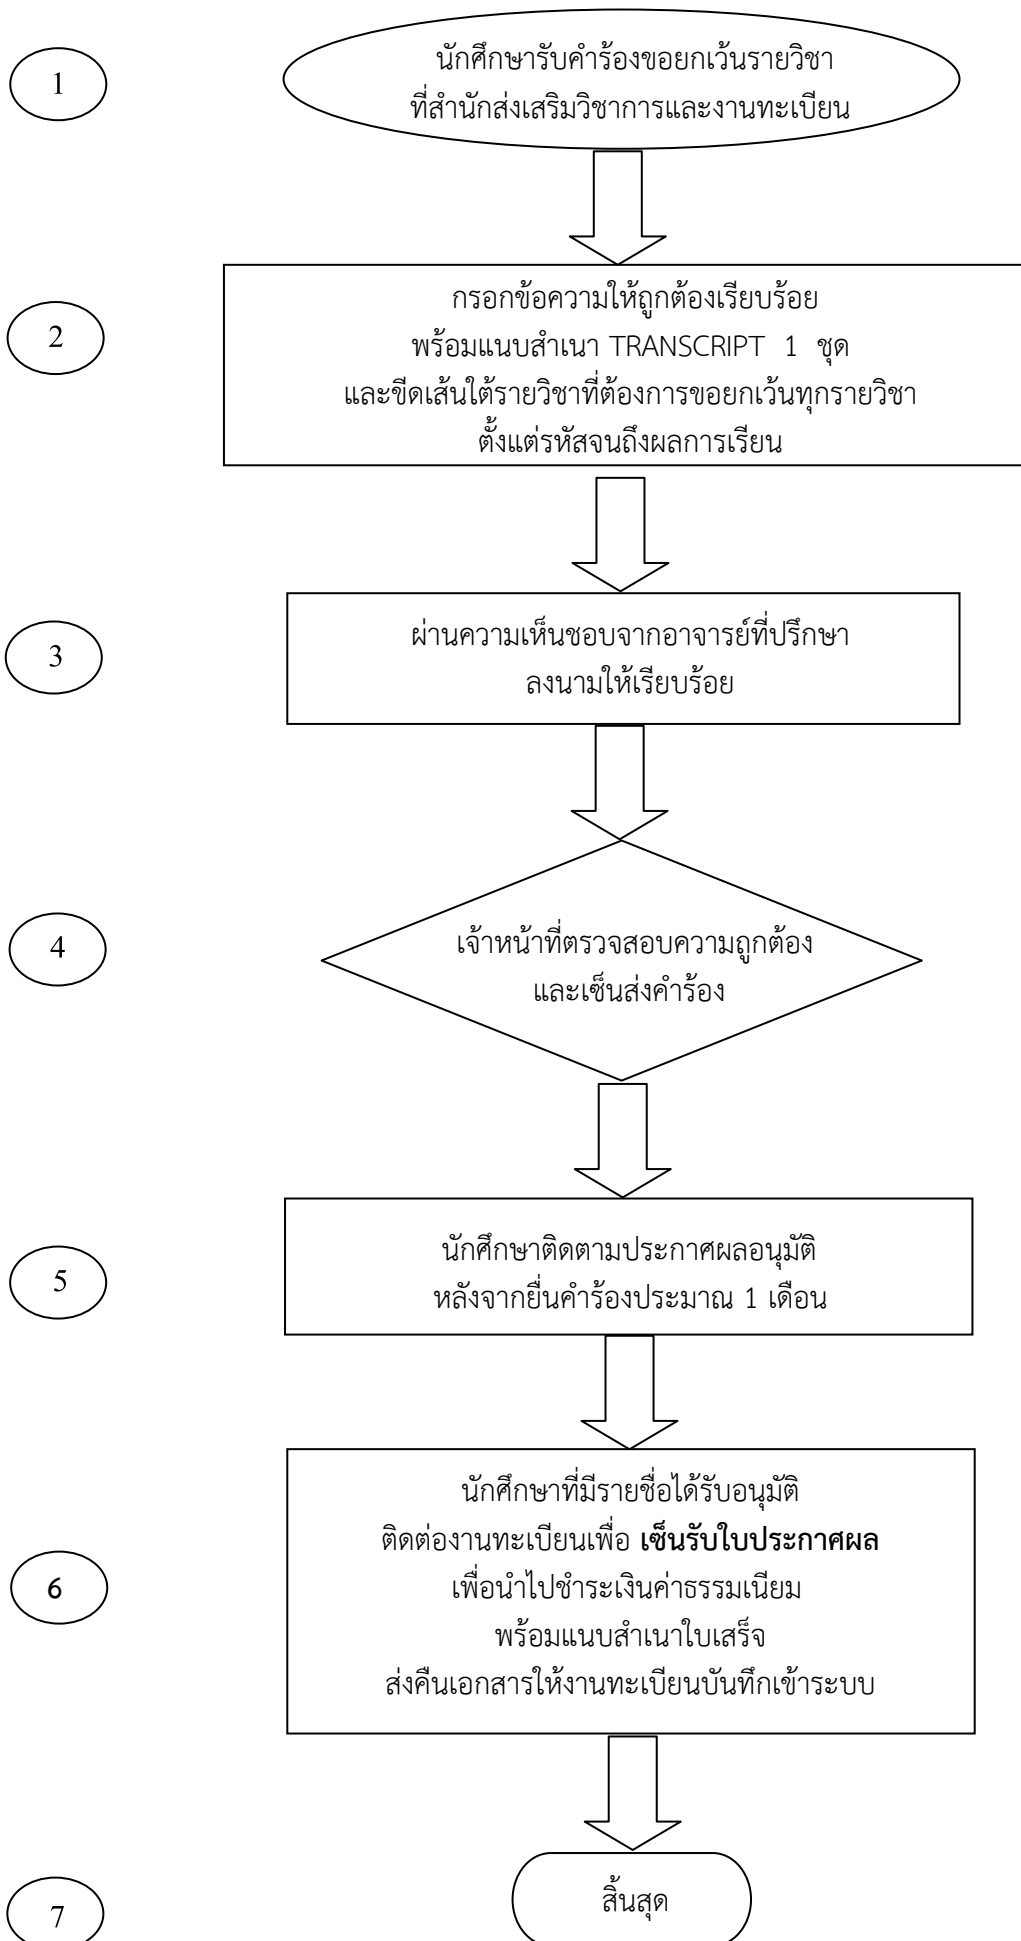 1
นักศึกษารับคำร้องขอยกเว้นรายวิชา
ที่สำนักส่งเสริมวิชาการและงานทะเบียน
2
กรอกข้อความให้ถูกต้องเรียบร้อย
พร้อมแนบสำเนา TRANSCRIPT 1 ชุด
และขีดเส้นใต้รายวิชาที่ต้องการขอยกเว้นทุกรายวิชา
ตั้งแต่รหัสจนถึงผลการเรียน
3
ผ่านความเห็นชอบจากอาจารย์ที่ปรึกษา
ลงนามให้เรียบร้อย
4
เจ้าหน้าที่ตรวจสอบความถูกต้อง
และเซ็นส่งคำร้อง
5
นักศึกษาติดตามประกาศผลอนุมัติ
หลังจากยื่นคำร้องประมาณ 1 เดือน
6
นักศึกษาที่มีรายชื่อได้รับอนุมัติ
ติดต่องานทะเบียนเพื่อ เซ็นรับใบประกาศผล
เพื่อนำไปชำระเงินค่าธรรมเนียม
พร้อมแนบสำเนาใบเสร็จ
ส่งคืนเอกสารให้งานทะเบียนบันทึกเข้าระบบ
7
สิ้นสุด